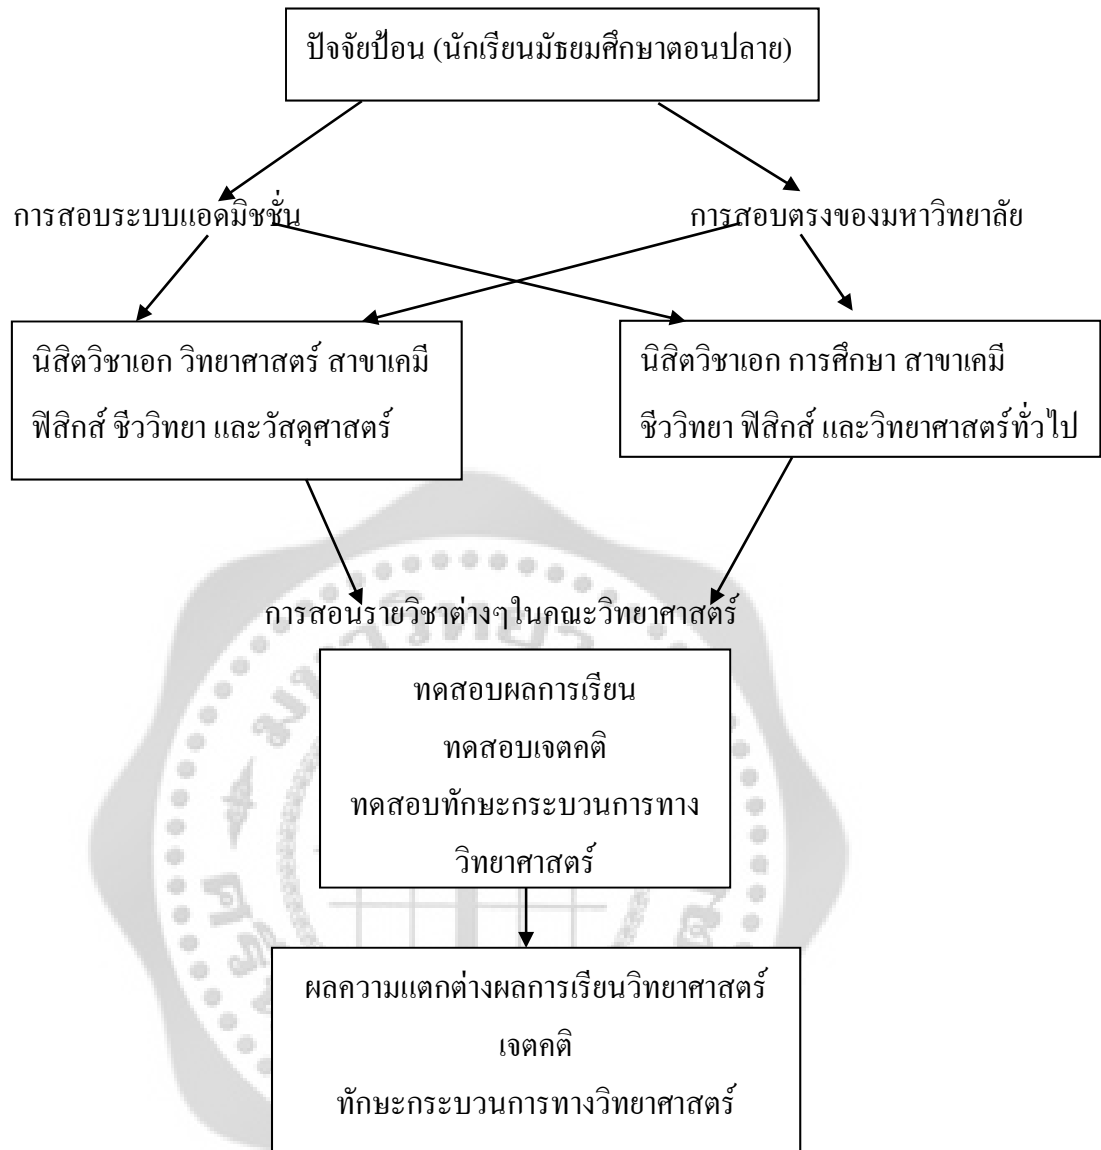 ปัจจัยป้อน (นักเรียนมัธยมศึกษาตอนปลาย)
การสอบระบบแอดมิชชั่น
การสอบตรงของมหาวิทยาลัย
นิสิตวิชาเอก วิทยาศาสตร์ สาขาเคมี
ฟิสิกส์ ชีววิทยา และวัสดุศาสตร์
นิสิตวิชาเอก การศึกษา สาขาเคมี
ชีววิทยา ฟิสิกส์ และวิทยาศาสตร์ทั่วไป
การสอนรายวิชาต่างๆในคณะวิทยาศาสตร์
ทดสอบผลการเรียน
ทดสอบเจตคติ
ทดสอบทักษะกระบวนการทาง
วิทยาศาสตร์
ผลความแตกต่างผลการเรียนวิทยาศาสตร์
เจตคติ
ทักษะกระบวนการทางวิทยาศาสตร์